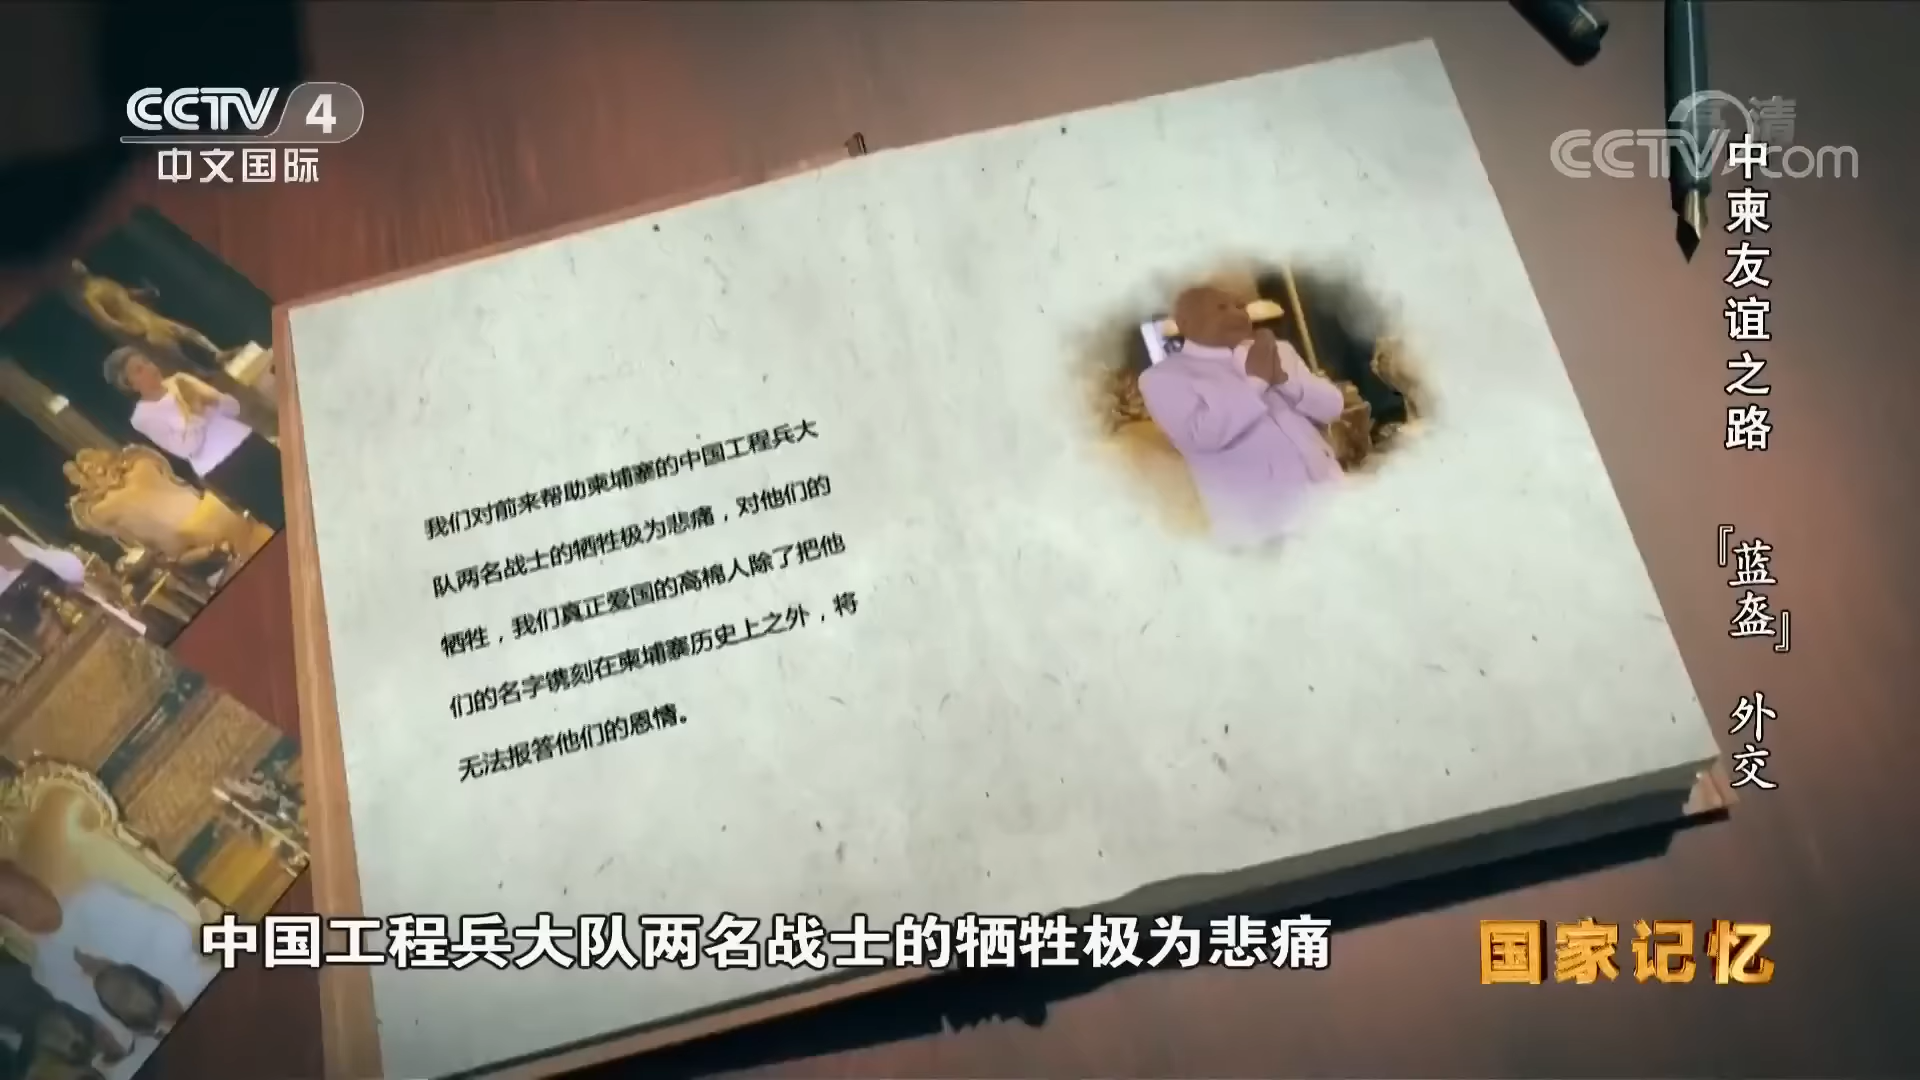 CCTV 4
中文国际
高清
CCTV.com
中柬友谊之路
『蓝盔』外交
我们对前来帮助柬埔寨的中国工程兵大
队两名战士的牺牲极为悲痛，对他们的
牺牲，我们真正爱国的高棉人除了把他
们的名字镌刻在柬埔寨历史上之外，将
无法报答他们的恩情。
中国工程兵大队两名战士的牺牲极为悲痛
国家记忆